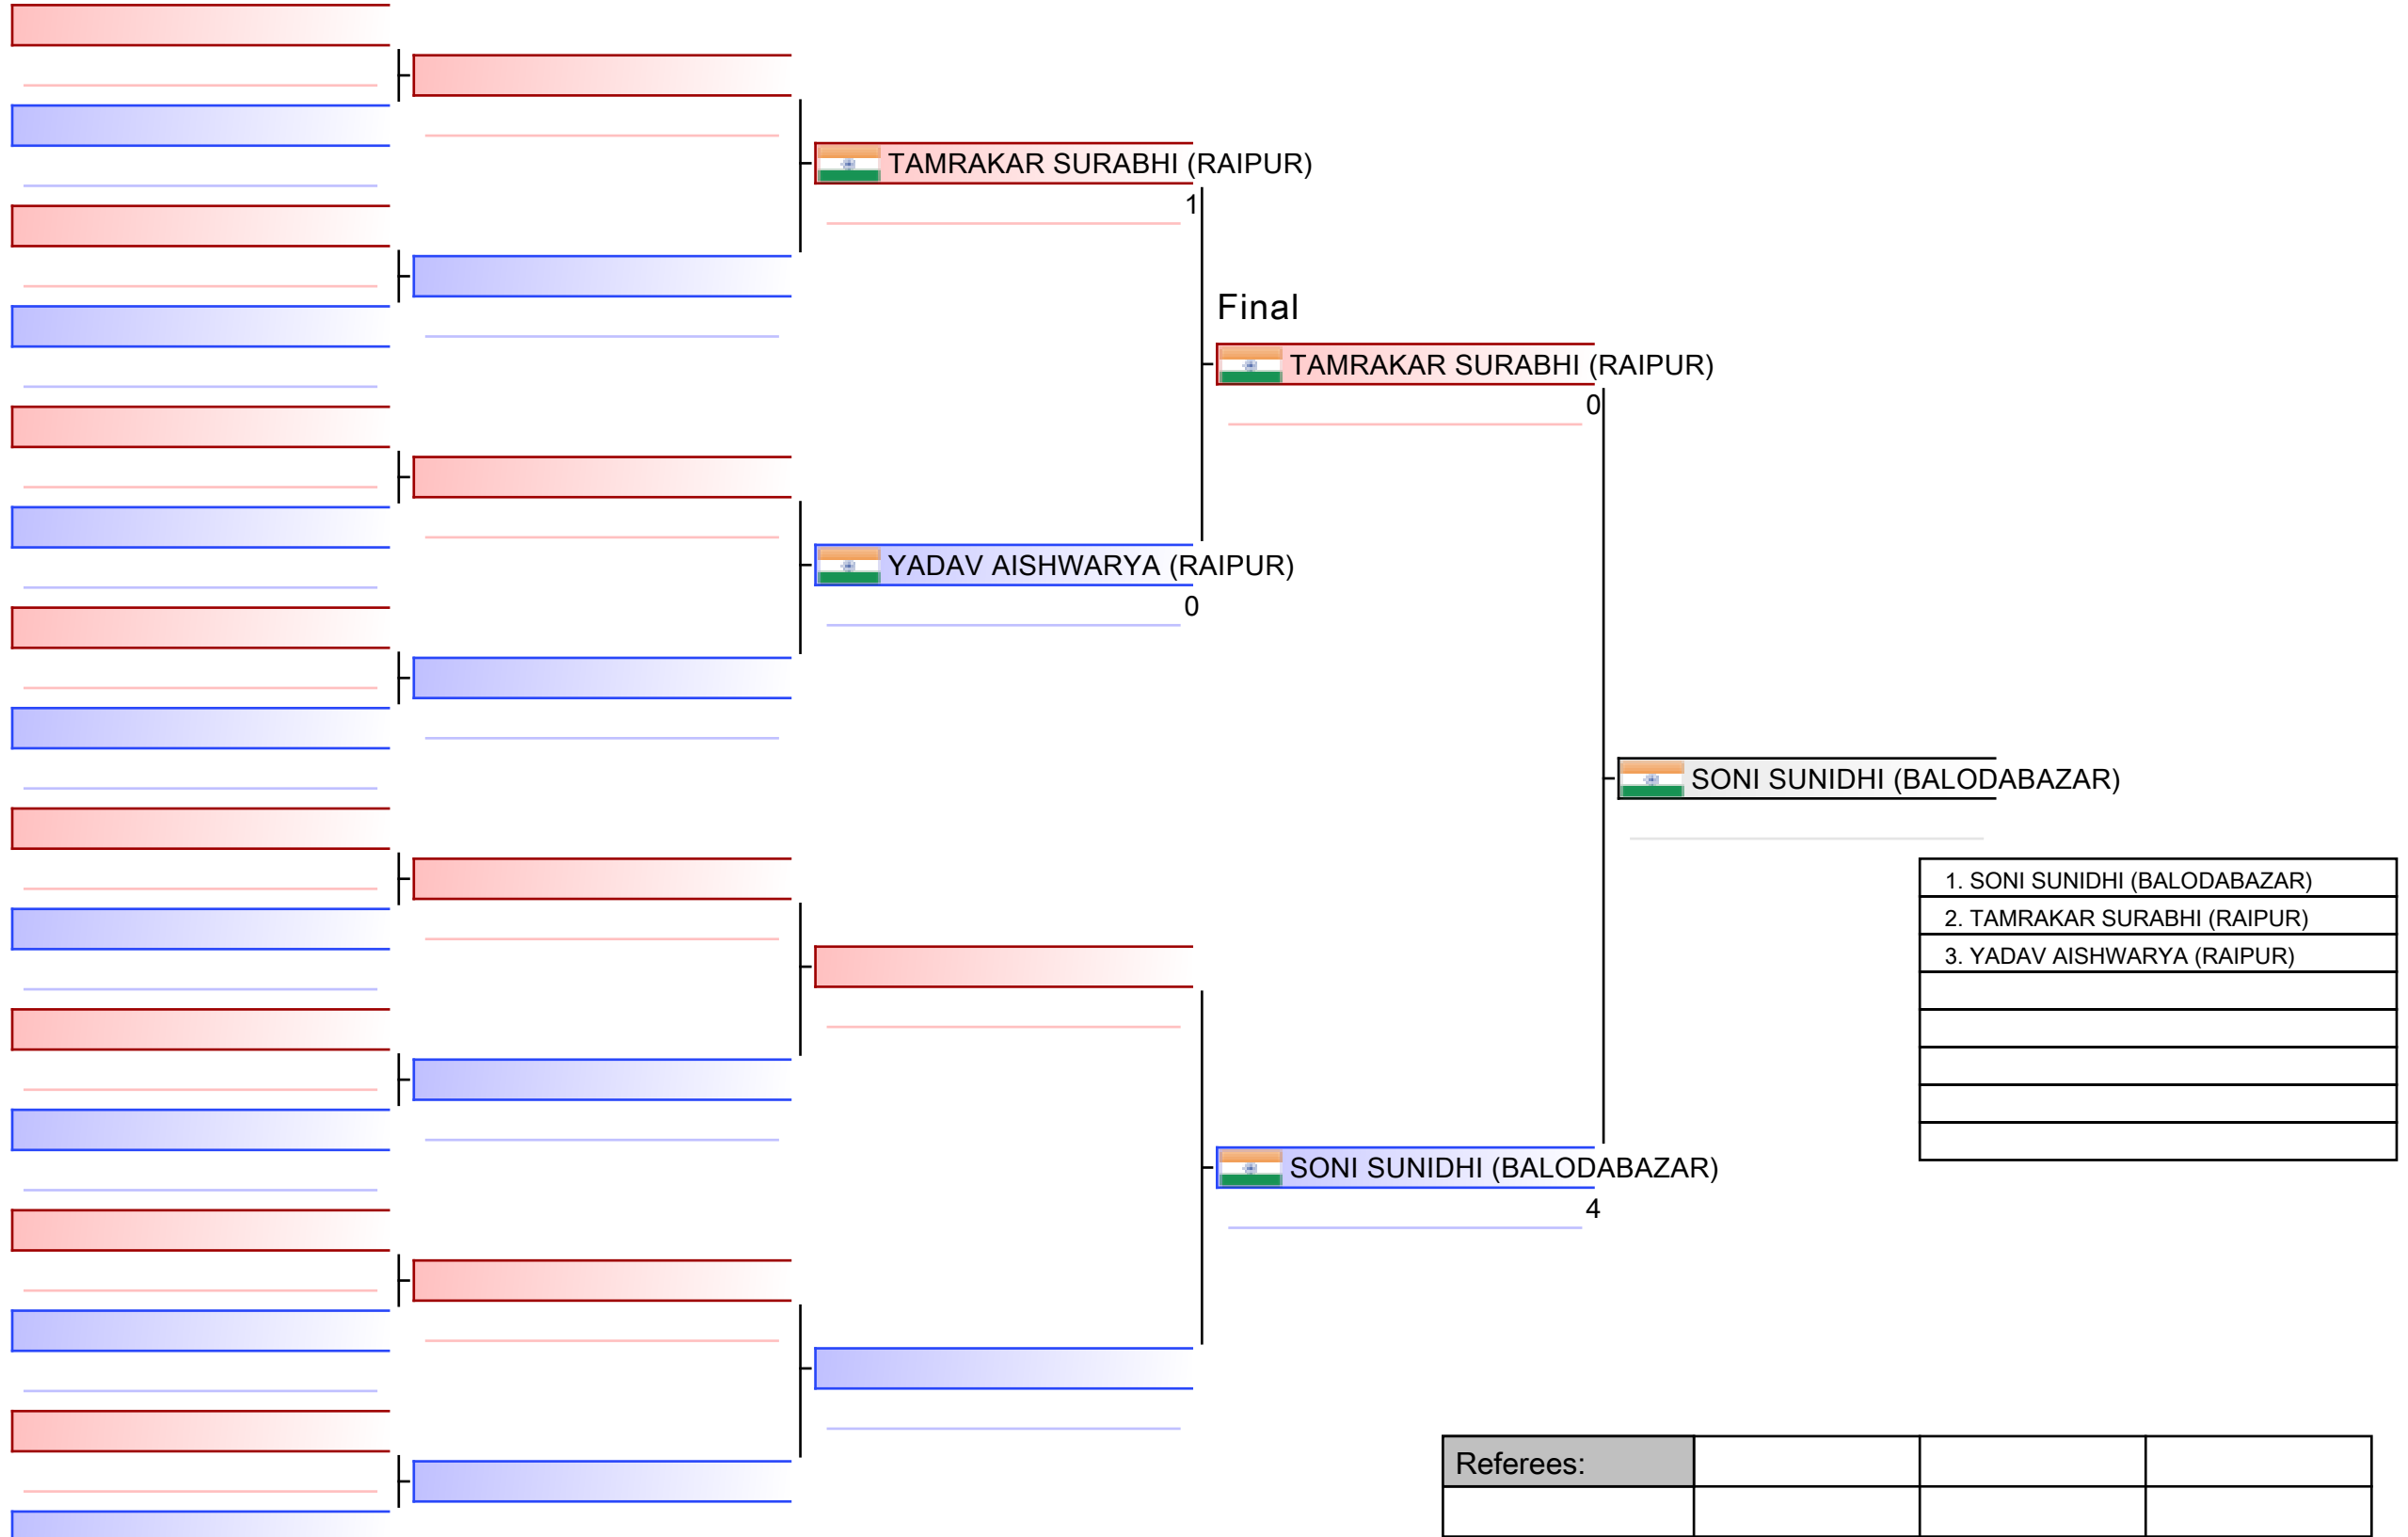 TAMRAKAR SURABHI (RAIPUR)
1
Final
TAMRAKAR SURABHI (RAIPUR)
0
YADAV AISHWARYA (RAIPUR)
0
SONI SUNIDHI (BALODABAZAR)
1. SONI SUNIDHI (BALODABAZAR)
2. TAMRAKAR SURABHI (RAIPUR)
3. YADAV AISHWARYA (RAIPUR)
SONI SUNIDHI (BALODABAZAR)
4
Referees: